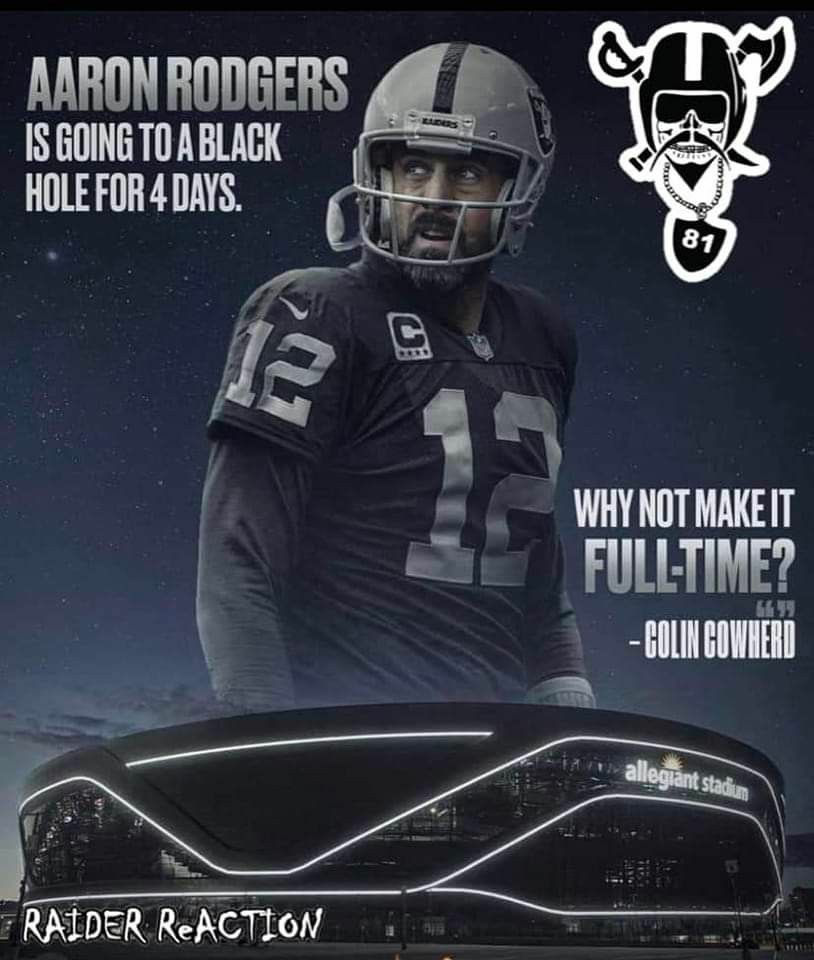 AARON RODGERS
IS GOING TO A BLACK
HOLE FOR 4 DAYS.
81
RAIDERS
C
12
12
WHY NOT MAKE IT
FULL-TIME?
“”
- COLIN COWHERD
allegiant stadium
RAIDER ReACTION